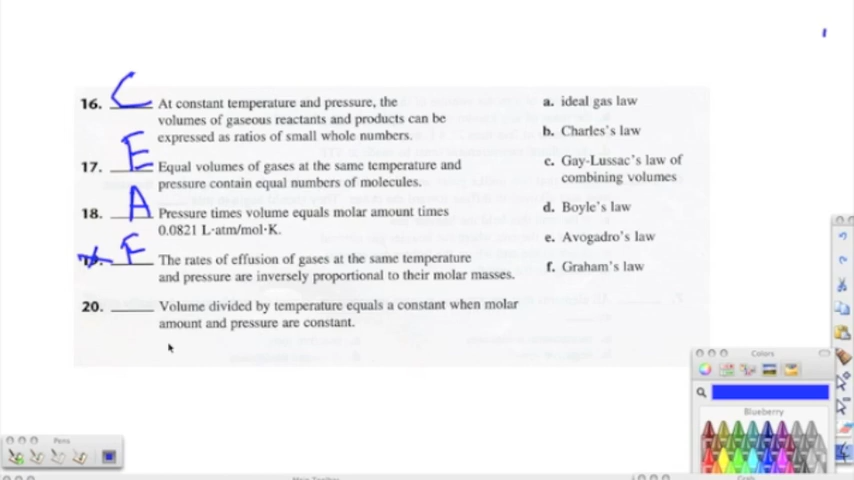 16. C At constant temperature and pressure, the
volumes of gaseous reactants and products can be
expressed as ratios of small whole numbers.
17. E Equal volumes of gases at the same temperature and
pressure contain equal numbers of molecules.
18. A Pressure times volume equals molar amount times
0.0821 L·atm/mol·K.
F The rates of effusion of gases at the same temperature
and pressure are inversely proportional to their molar masses.
20. Volume divided by temperature equals a constant when molar
amount and pressure are constant.
a. ideal gas law
b. Charles's law
c. Gay-Lussac's law of
combining volumes
d. Boyle's law
e. Avogadro's law
f. Graham's law
Colors
Blueberry
Pens